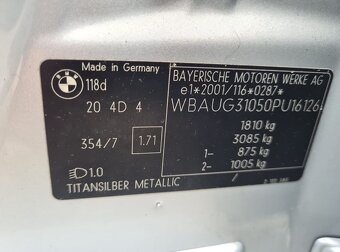 BMW
Made in Germany
118d
20 4D 4
354/7 1.71
1.0
TITANSILBER METALLIC
BAYERISCHE MOTOREN WERKE AG
e1*2001/116*0287*
WBAUG31050PU16126
1810 kg
3085 kg
1- 875 kg
2- 1005 kg